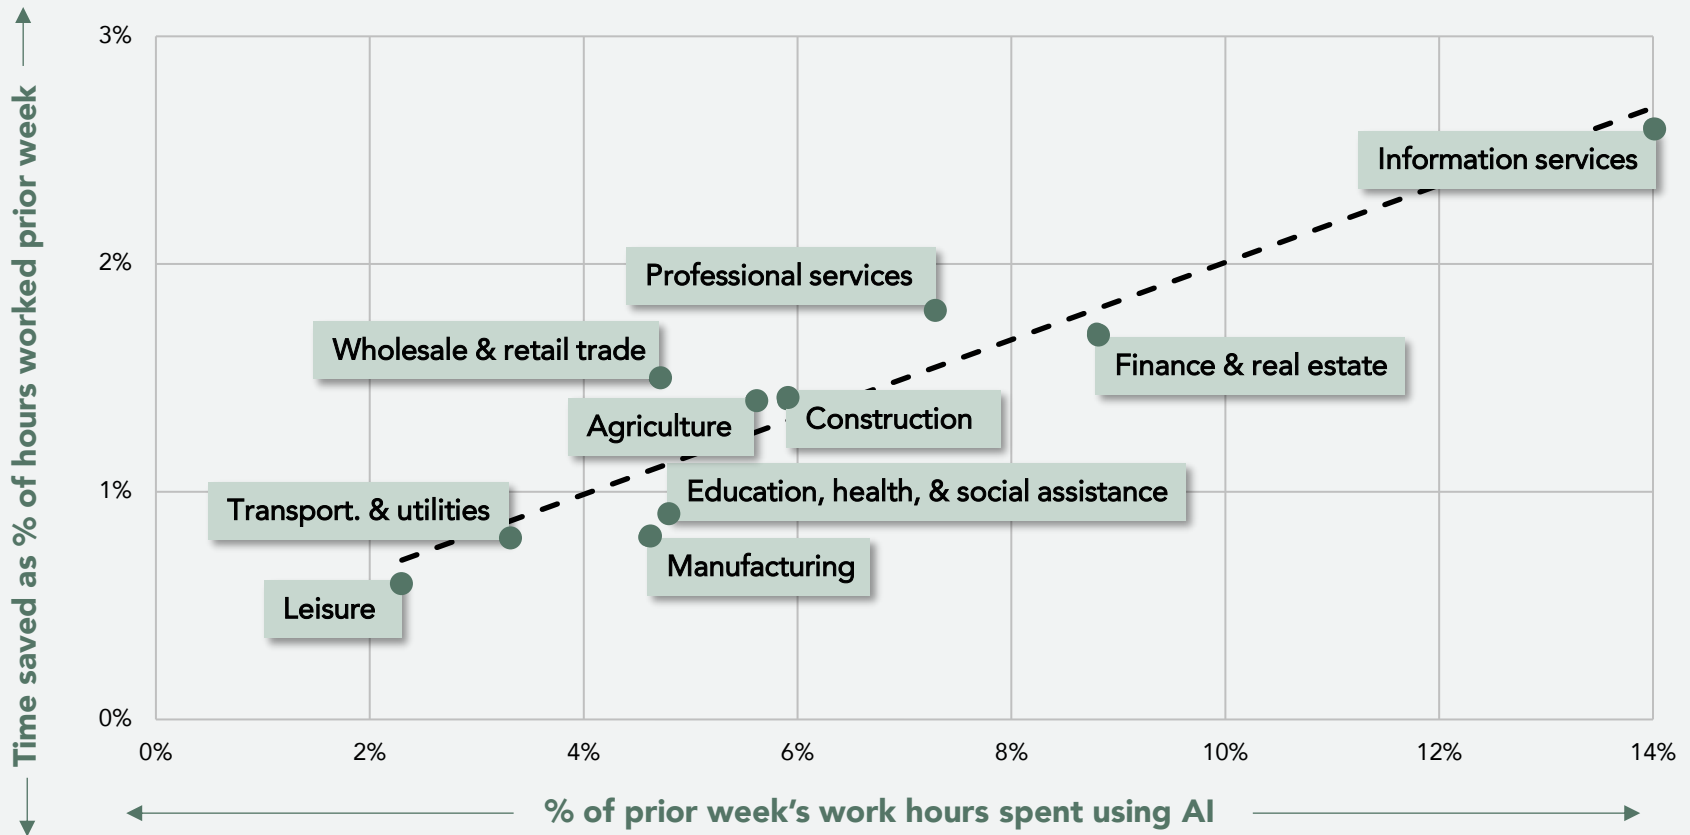 Time saved as % of hours worked prior week
3%
2%
1%
0%
Information services
Professional services
Wholesale & retail trade
Finance & real estate
Agriculture
Construction
Education, health, & social assistance
Transport. & utilities
Manufacturing
Leisure
0% 2% 4% 6% 8% 10% 12% 14%
% of prior week's work hours spent using AI